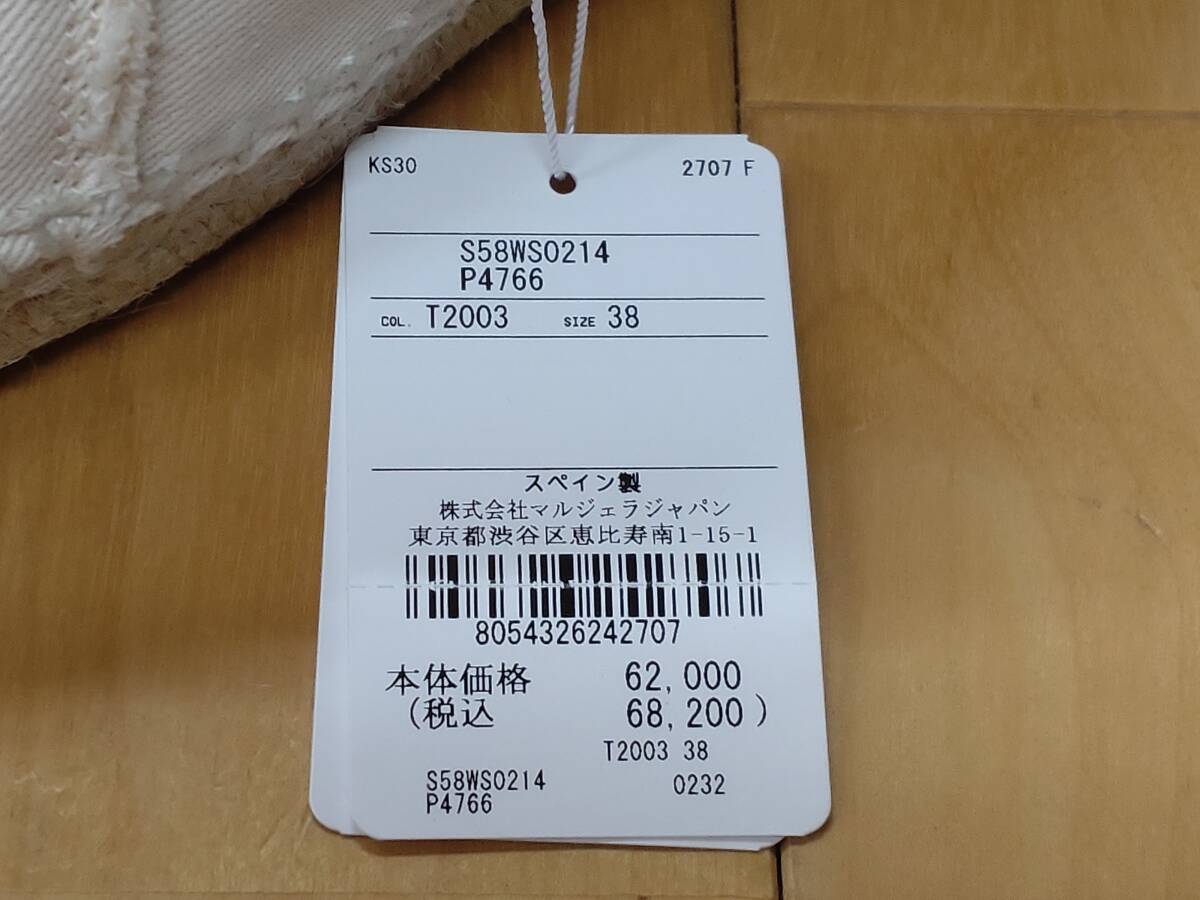 KS30 2707 F
S58WS0214
P4766
COL. T2003 SIZE 38
スペイン製
株式会社マルジェラジャパン
東京都渋谷区恵比寿南1-15-1
8054326242707
本体価格 62,000
(税込 68,200)
T2003 38
S58WS0214 0232
P4766